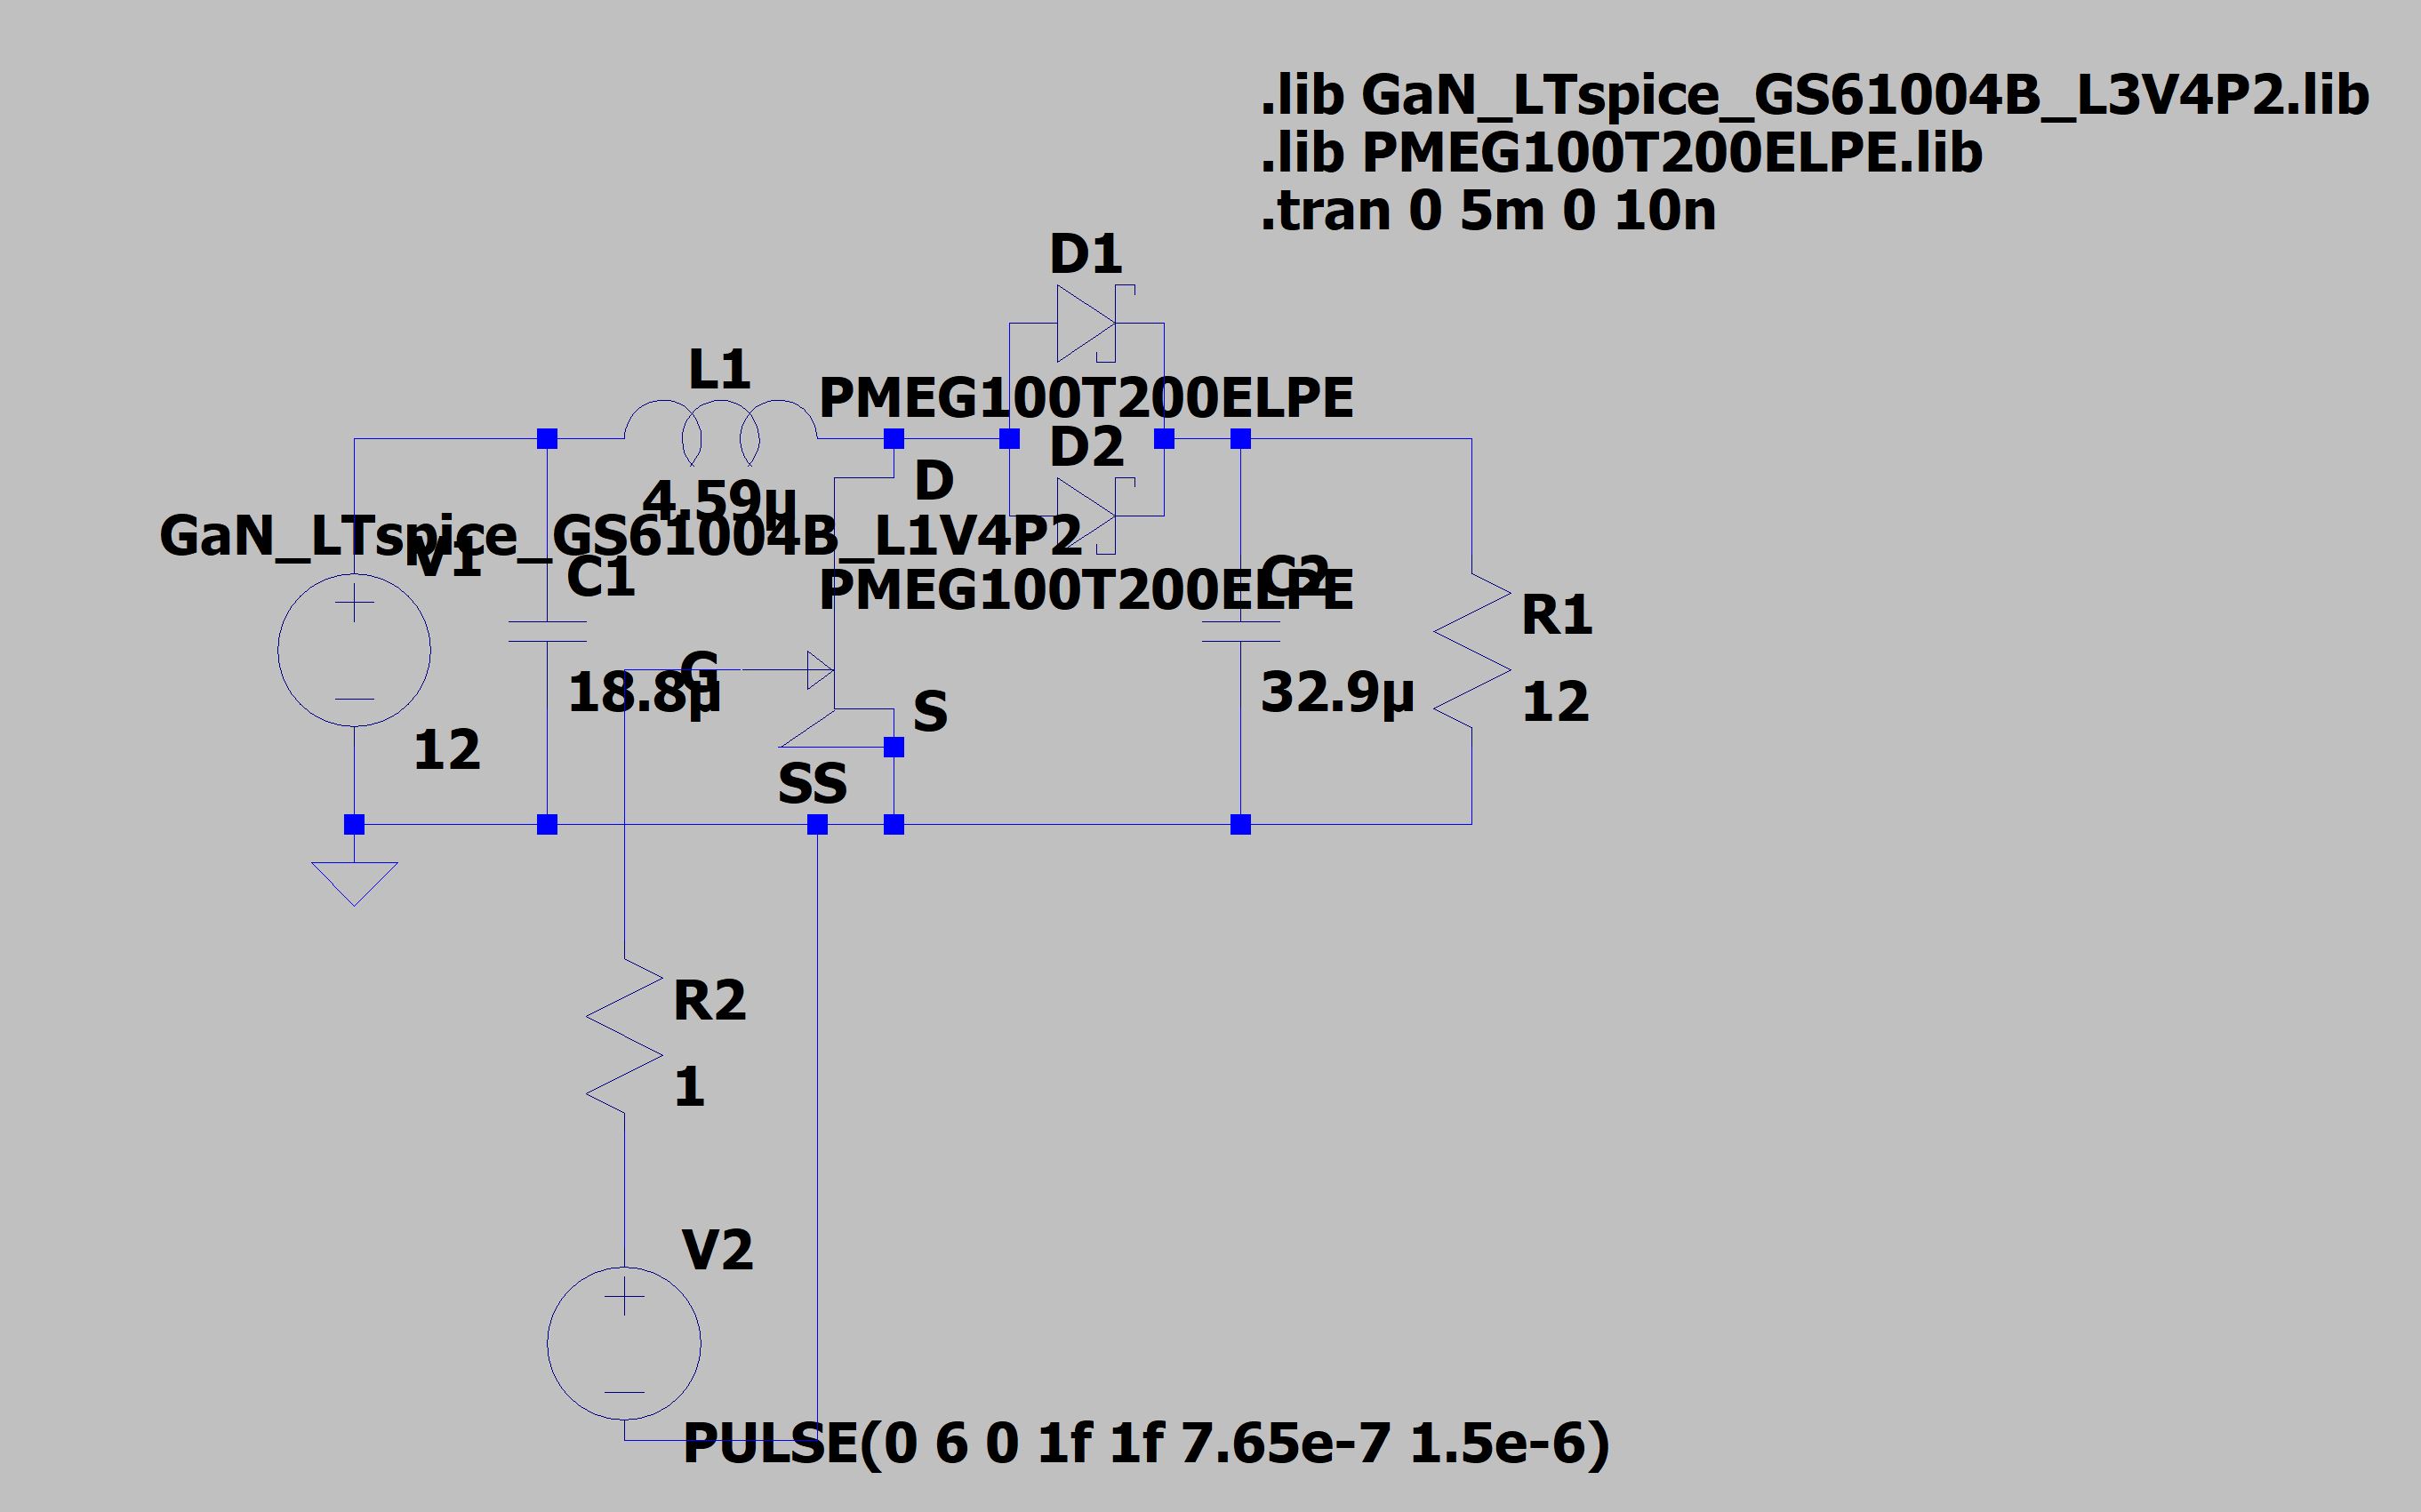 .lib GaN_LTspice_GS61004B_L3V4P2.lib
.lib PMEG100T200ELPE.lib
.tran 0 5m 0 10n
D1
L1
PMEG100T200ELPE
D2
D
4.59µ
GaN_LTspice_GS61004B_L1V4P2
V1
C1
C2
PMEG100T200ELPE
R1
G
18.8µ
32.9µ
12
S
12
SS
R2
1
V2
PULSE(0 6 0 1f 1f 7.65e-7 1.5e-6)